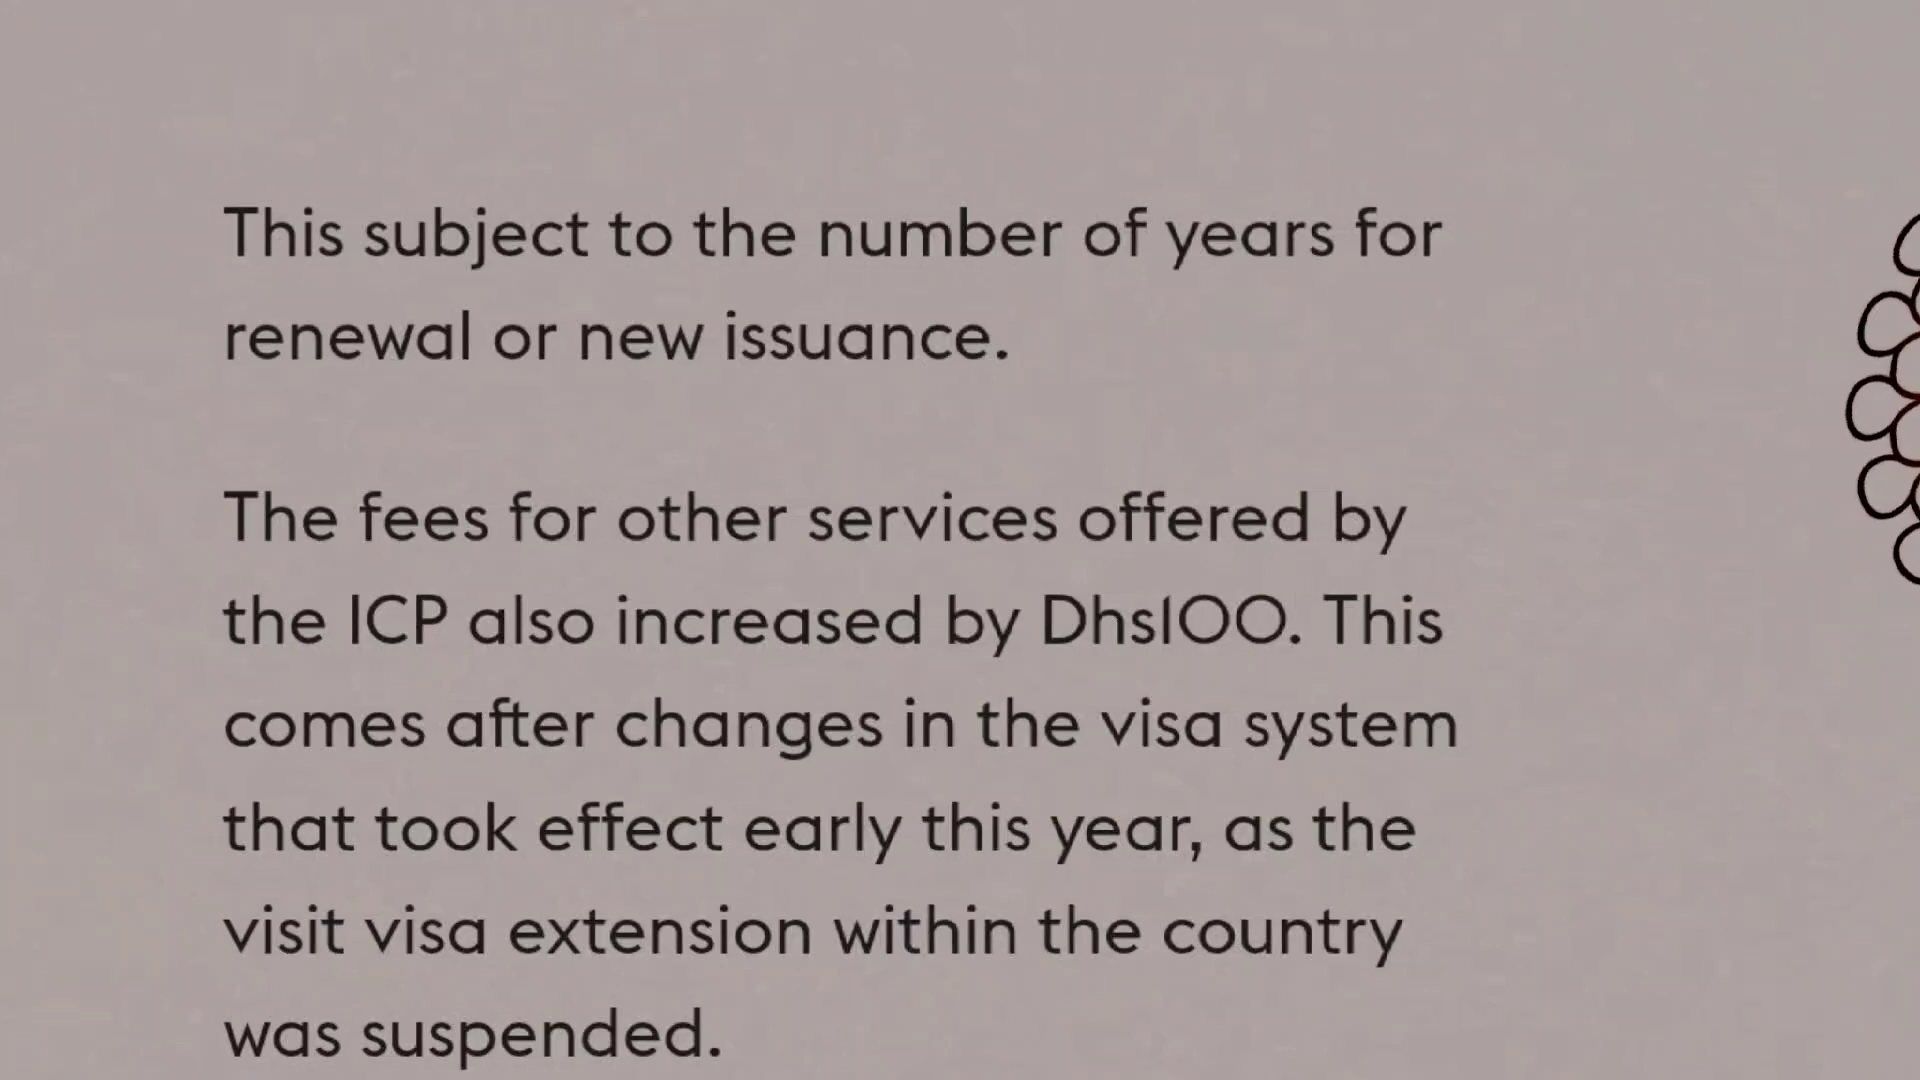 This subject to the number of years for
renewal or new issuance.
The fees for other services offered by
the ICP also increased by Dhs100. This
comes after changes in the visa system
that took effect early this year, as the
visit visa extension within the country
was suspended.